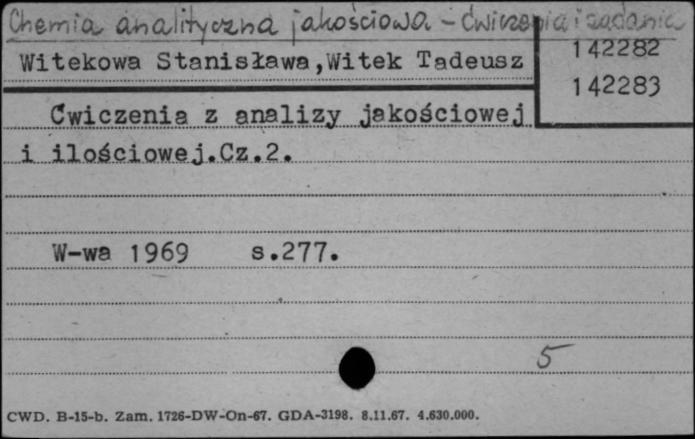 Chemia analityczna jakościowa - ćwiczenia i zadania
Witekowa Stanisława,Witek Tadeusz
142282
142283
Cwiczenia z analizy jakościowej
i ilościowej.Cz.2.
W-wa 1969 s.277.
5
CWD. B-15-b. Zam. 1726-DW-On-67. GDA-3198. 8.11.67. 4.630.000.